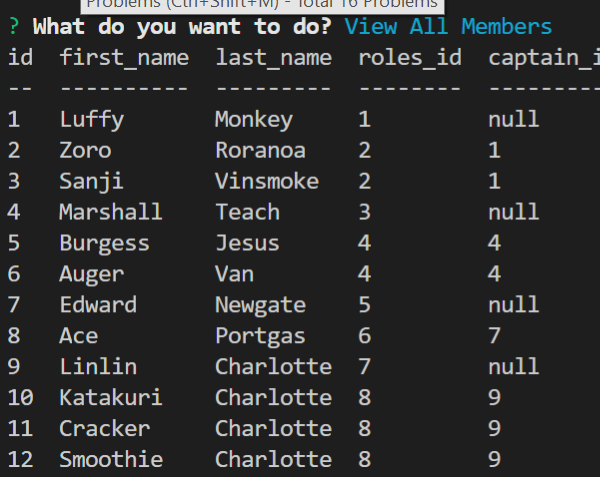 Problems (Ctrl+Shift+M) - Total 16 Problems
? What do you want to do? View All Members
id first_name last_name roles_id captain_i
-- ---------- --------- -------- ---------
1 Luffy Monkey 1 null
2 Zoro Roranoa 2 1
3 Sanji Vinsmoke 2 1
4 Marshall Teach 3 null
5 Burgess Jesus 4 4
6 Auger Van 4 4
7 Edward Newgate 5 null
8 Ace Portgas 6 7
9 Linlin Charlotte 7 null
10 Katakuri Charlotte 8 9
11 Cracker Charlotte 8 9
12 Smoothie Charlotte 8 9